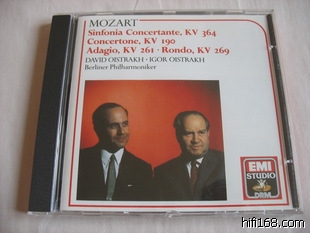 MOZART
Sinfonia Concertante, KV 364
Concertone, KV 190
Adagio, KV 261 · Rondo, KV 269
DAVID OISTRAKH · IGOR OISTRAKH
Berliner Philharmoniker
EMI
STUDIO
DRM
hifi168.com